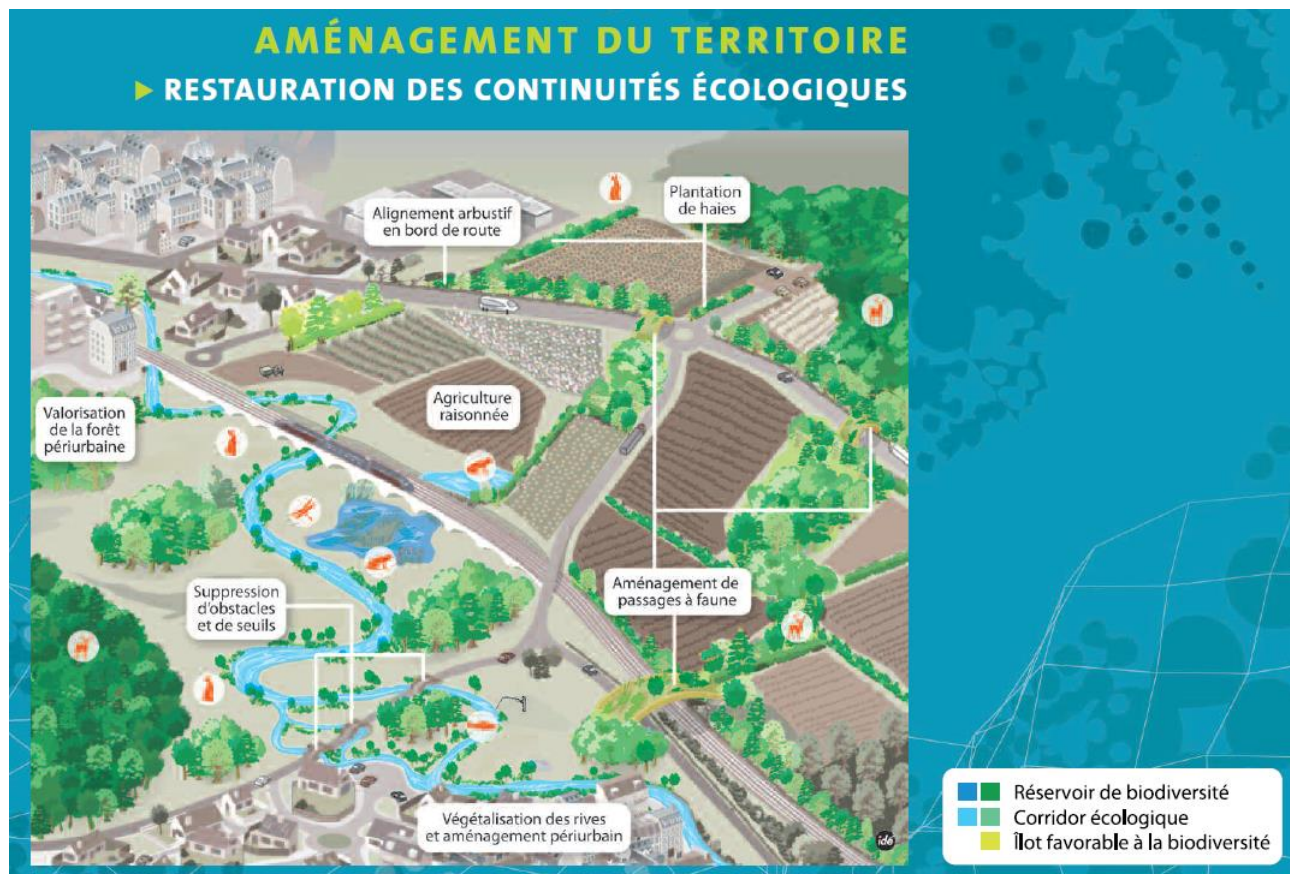 AMÉNAGEMENT DU TERRITOIRE
▶ RESTAURATION DES CONTINUITÉS ÉCOLOGIQUES
Plantation
de haies
Alignement arbustif
en bord de route
Agriculture
raisonnée
Valorisation
de la forêt
périurbaine
Suppression
d'obstacles
et de seuils
Aménagement de
passages à faune
Végétalisation des rives
et aménagement périurbain
idé
Réservoir de biodiversité
Corridor écologique
Îlot favorable à la biodiversité